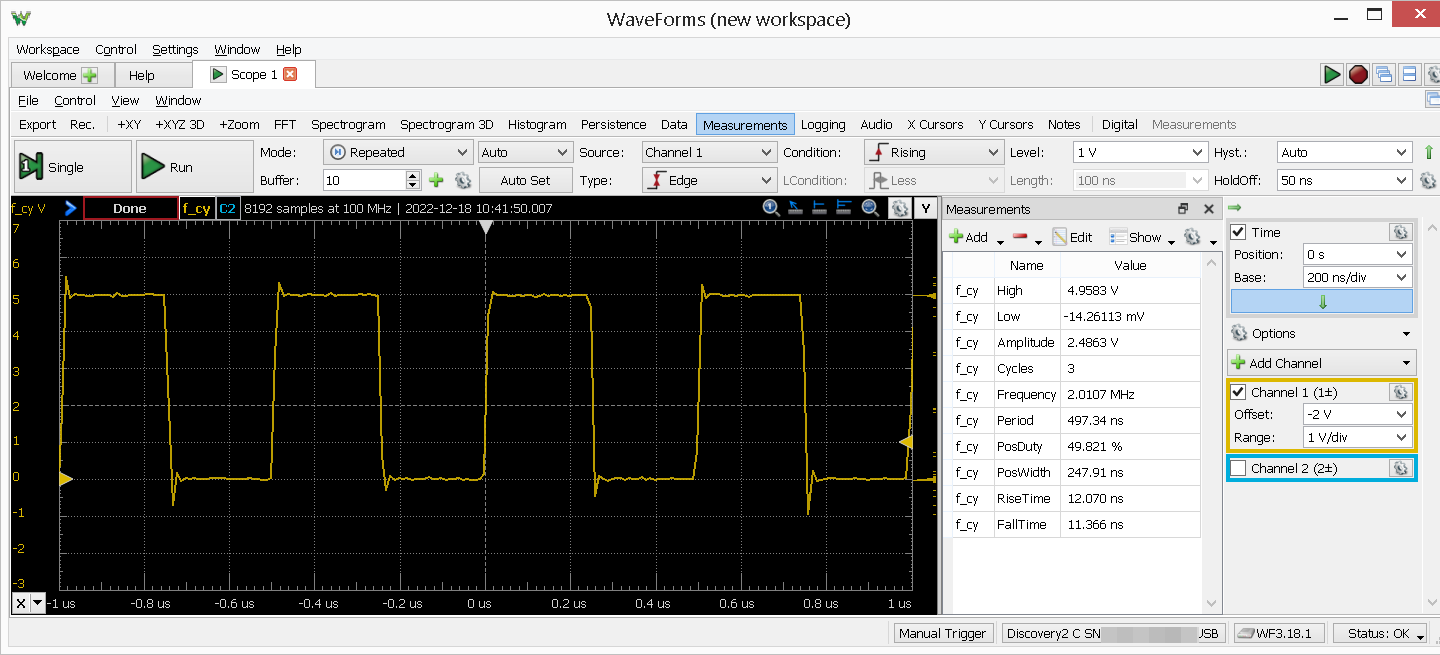 WaveForms (new workspace)
Workspace Control Settings Window Help
Welcome Help Scope 1
File Control View Window
Export Rec. +XY +XYZ 3D +Zoom FFT Spectrogram Spectrogram 3D Histogram Persistence Data Measurements Logging Audio X Cursors Y Cursors Notes Digital Measurements
Single Run Mode: Repeated Auto Source: Channel 1 Condition: Rising Level: 1 V Hyst.: Auto
Buffer: 10 Auto Set Type: Edge LCondition: Less Length: 100 ns HoldOff: 50 ns
f_cy V Done f_cy C2 8192 samples at 100 MHz | 2022-12-18 10:41:50.007 Y
7
6
5
4
3
2
1
0
-1
-2
-3
X -1 us -0.8 us -0.6 us -0.4 us -0.2 us 0 us 0.2 us 0.4 us 0.6 us 0.8 us 1 us
Measurements
Add Edit Show
Name Value
f_cy High 4.9583 V
f_cy Low -14.26113 mV
f_cy Amplitude 2.4863 V
f_cy Cycles 3
f_cy Frequency 2.0107 MHz
f_cy Period 497.34 ns
f_cy PosDuty 49.821 %
f_cy PosWidth 247.91 ns
f_cy RiseTime 12.070 ns
f_cy FallTime 11.366 ns
Time
Position: 0 s
Base: 200 ns/div
Options
Add Channel
Channel 1 (1±)
Offset: -2 V
Range: 1 V/div
Channel 2 (2±)
Manual Trigger Discovery2 C SN USB WF3.18.1 Status: OK